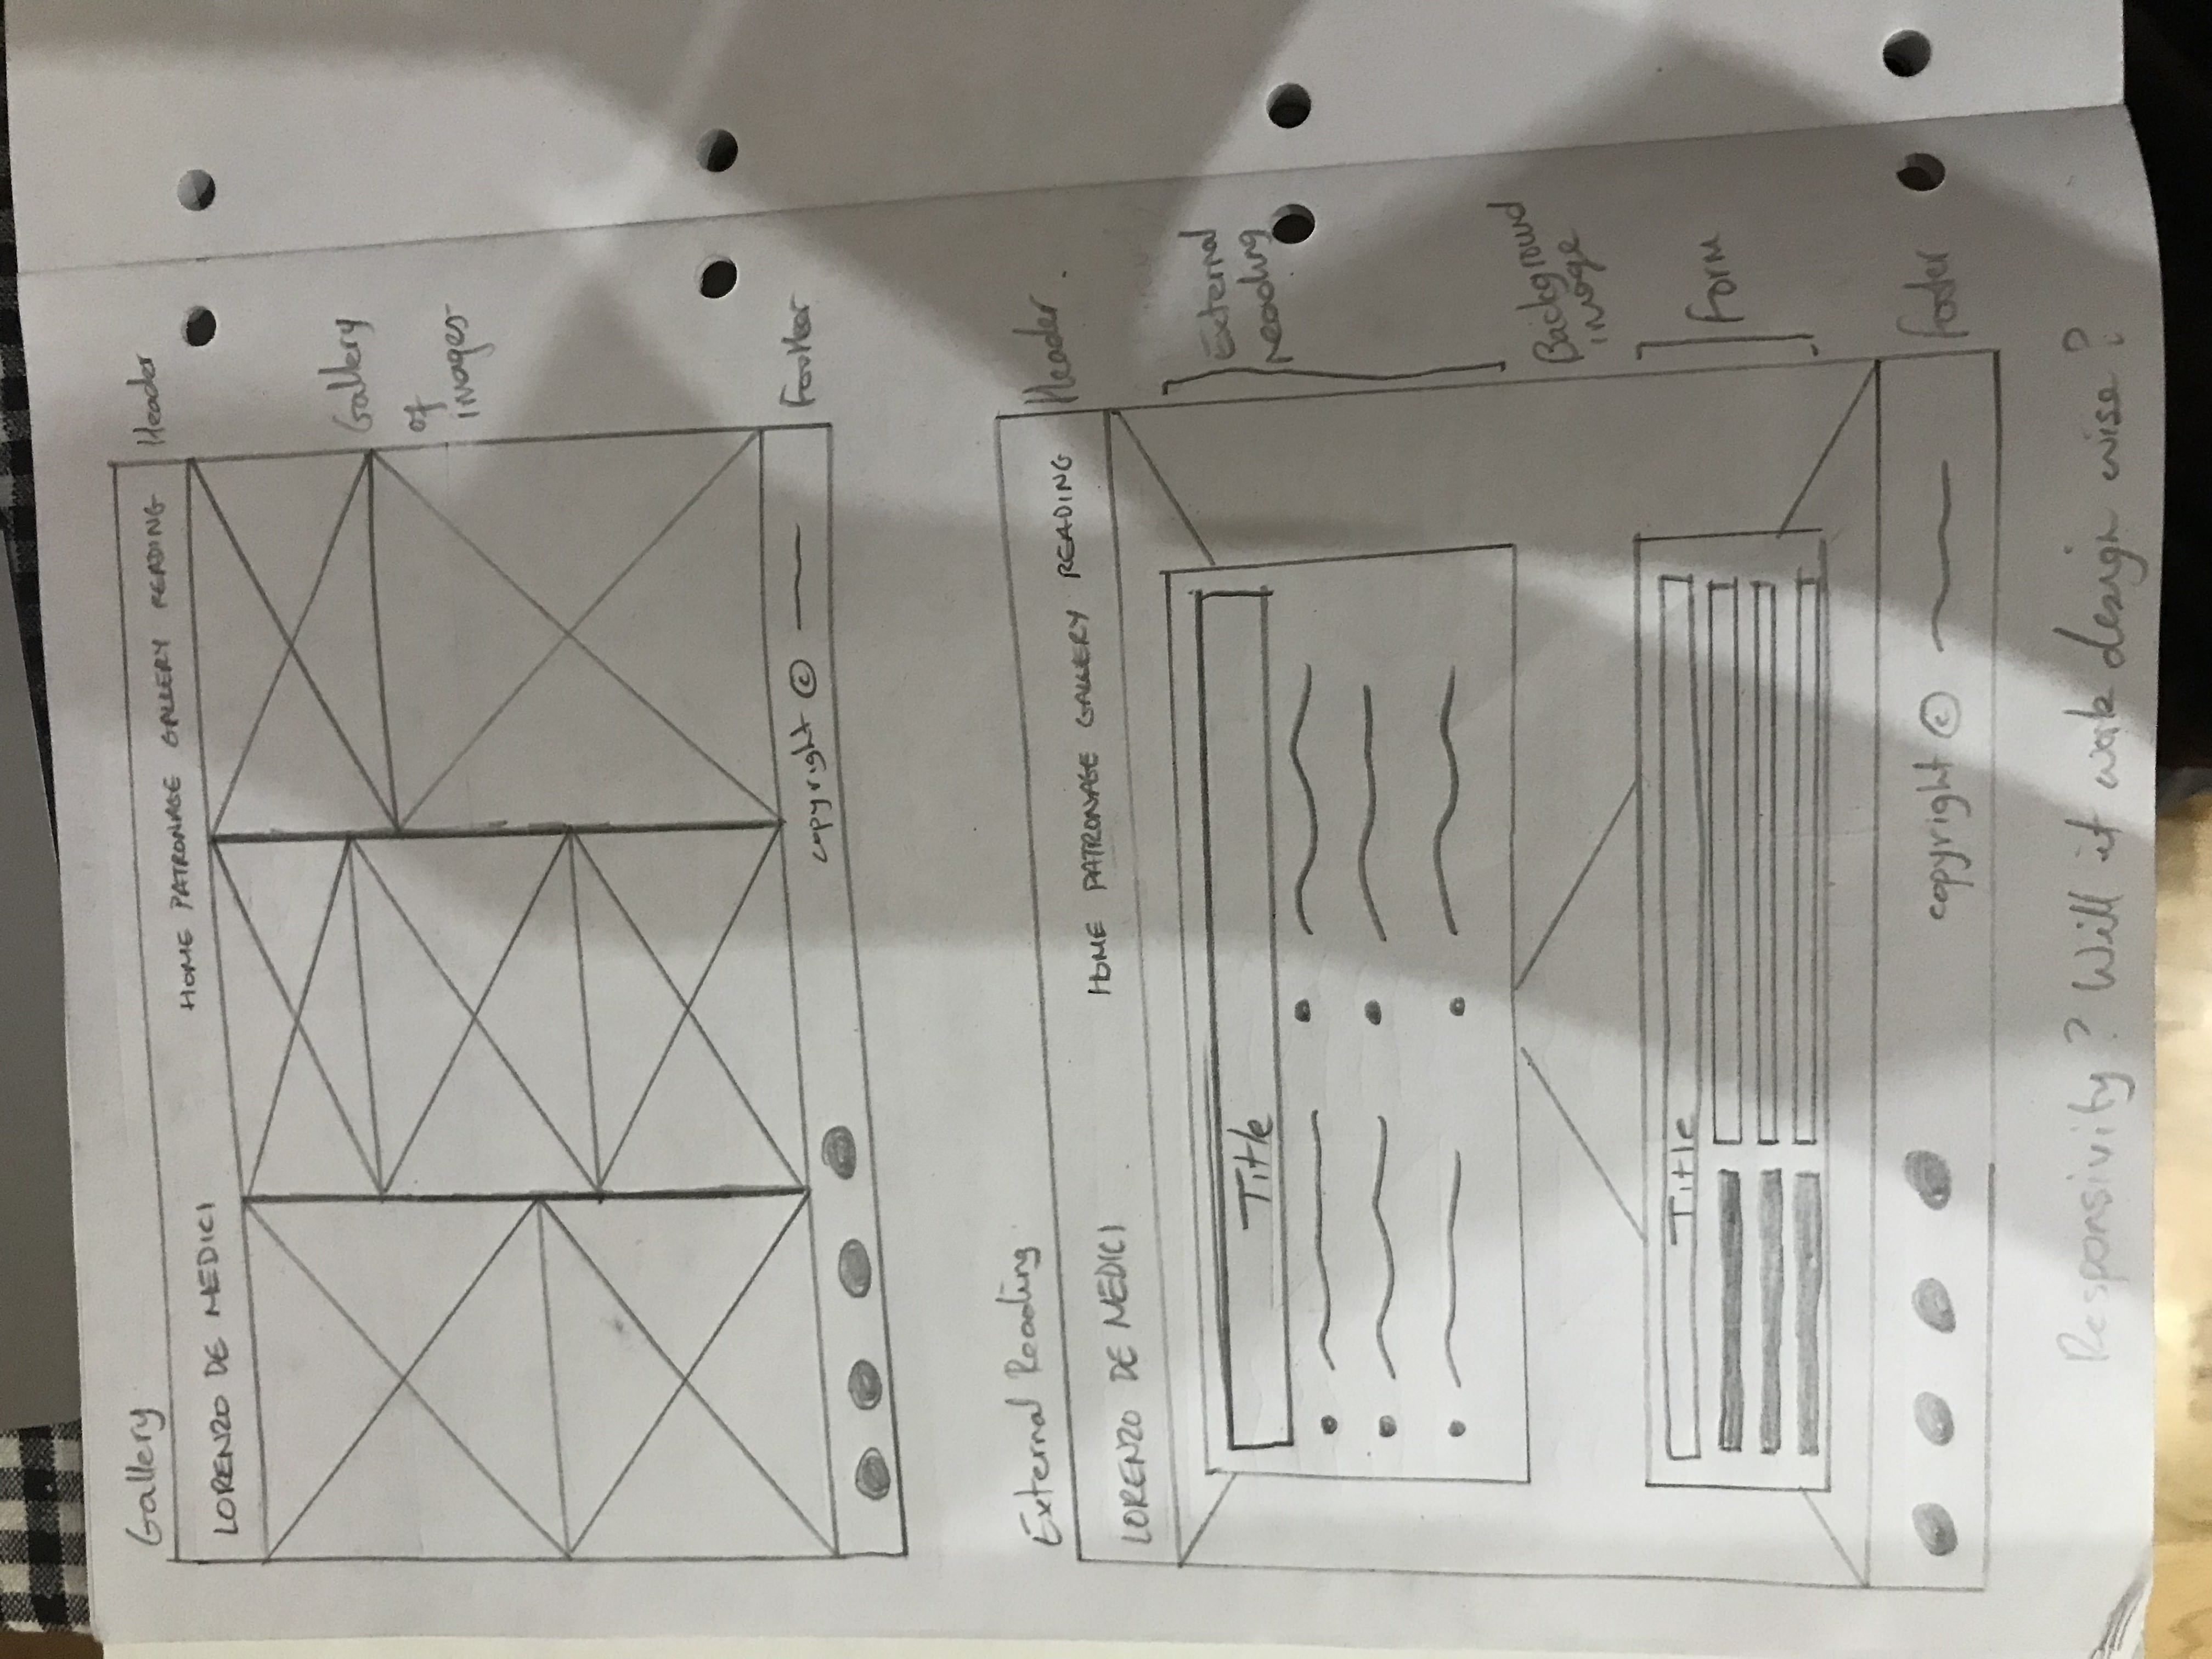 Gallery
LORENZO DE MEDICI
HOME PATRONAGE GALLERY READING
Header
Gallery
of
images
copyright ©
Footer
External Reading
LORENZO DE MEDICI
HOME PATRONAGE GALLERY READING
Header
Title
External
reading
Background
image
Title
Form
copyright ©
Footer
Responsivity? Will it work design wise?